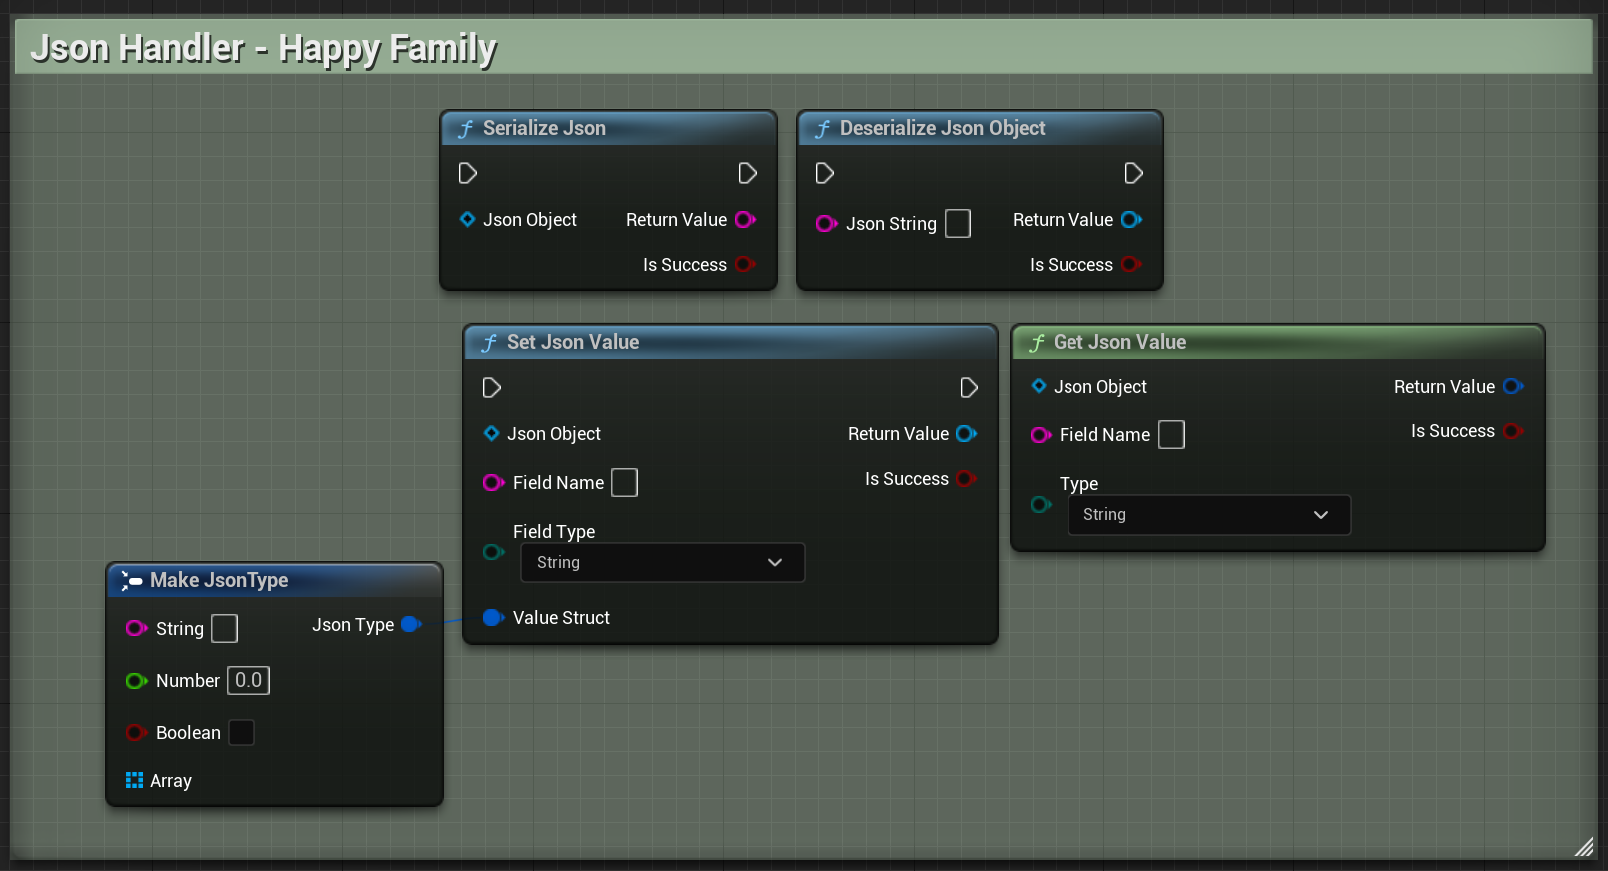 Json Handler - Happy Family
Serialize Json
Json Object
Return Value
Is Success
Deserialize Json Object
Json String
Return Value
Is Success
Set Json Value
Json Object
Return Value
Field Name
Is Success
Field Type
String
Value Struct
Get Json Value
Json Object
Return Value
Field Name
Is Success
Type
String
Make JsonType
String
Json Type
Number 0.0
Boolean
Array